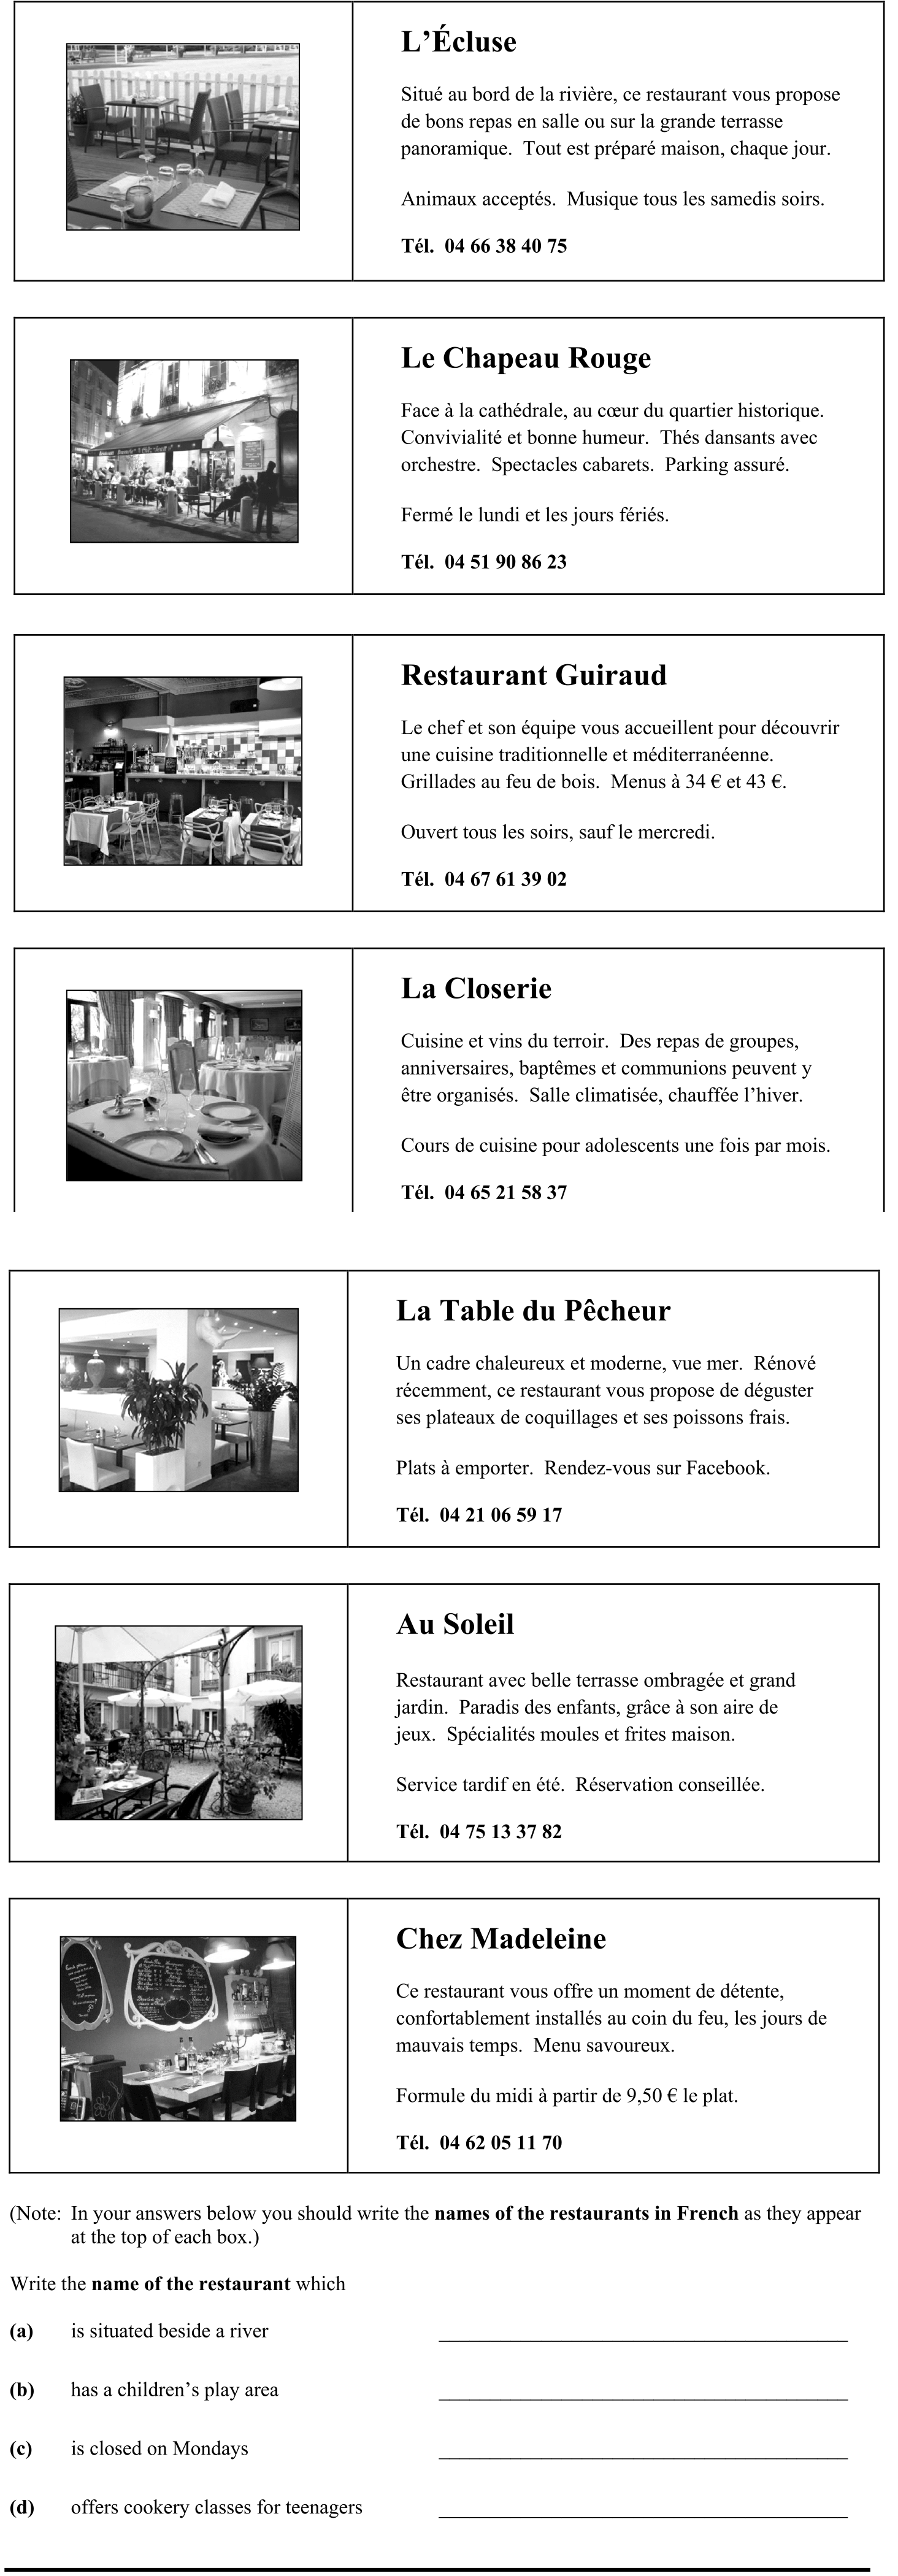 L'Écluse
Situé au bord de la rivière, ce restaurant vous propose
de bons repas en salle ou sur la grande terrasse
panoramique.  Tout est préparé maison, chaque jour.
Animaux acceptés.  Musique tous les samedis soirs.
Tél.  04 66 38 40 75
Le Chapeau Rouge
Face à la cathédrale, au cœur du quartier historique.
Convivialité et bonne humeur.  Thés dansants avec
orchestre.  Spectacles cabarets.  Parking assuré.
Fermé le lundi et les jours fériés.
Tél.  04 51 90 86 23
Restaurant Guiraud
Le chef et son équipe vous accueillent pour découvrir
une cuisine traditionnelle et méditerranéenne.
Grillades au feu de bois.  Menus à 34 € et 43 €.
Ouvert tous les soirs, sauf le mercredi.
Tél.  04 67 61 39 02
La Closerie
Cuisine et vins du terroir.  Des repas de groupes,
anniversaires, baptêmes et communions peuvent y
être organisés.  Salle climatisée, chauffée l'hiver.
Cours de cuisine pour adolescents une fois par mois.
Tél.  04 65 21 58 37
La Table du Pêcheur
Un cadre chaleureux et moderne, vue mer.  Rénové
récemment, ce restaurant vous propose de déguster
ses plateaux de coquillages et ses poissons frais.
Plats à emporter.  Rendez-vous sur Facebook.
Tél.  04 21 06 59 17
Au Soleil
Restaurant avec belle terrasse ombragée et grand
jardin.  Paradis des enfants, grâce à son aire de
jeux.  Spécialités moules et frites maison.
Service tardif en été.  Réservation conseillée.
Tél.  04 75 13 37 82
Chez Madeleine
Ce restaurant vous offre un moment de détente,
confortablement installés au coin du feu, les jours de
mauvais temps.  Menu savoureux.
Formule du midi à partir de 9,50 € le plat.
Tél.  04 62 05 11 70
(Note:  In your answers below you should write the names of the restaurants in French as they appear
at the top of each box.)
Write the name of the restaurant which
(a) is situated beside a river
(b) has a children's play area
(c) is closed on Mondays
(d) offers cookery classes for teenagers